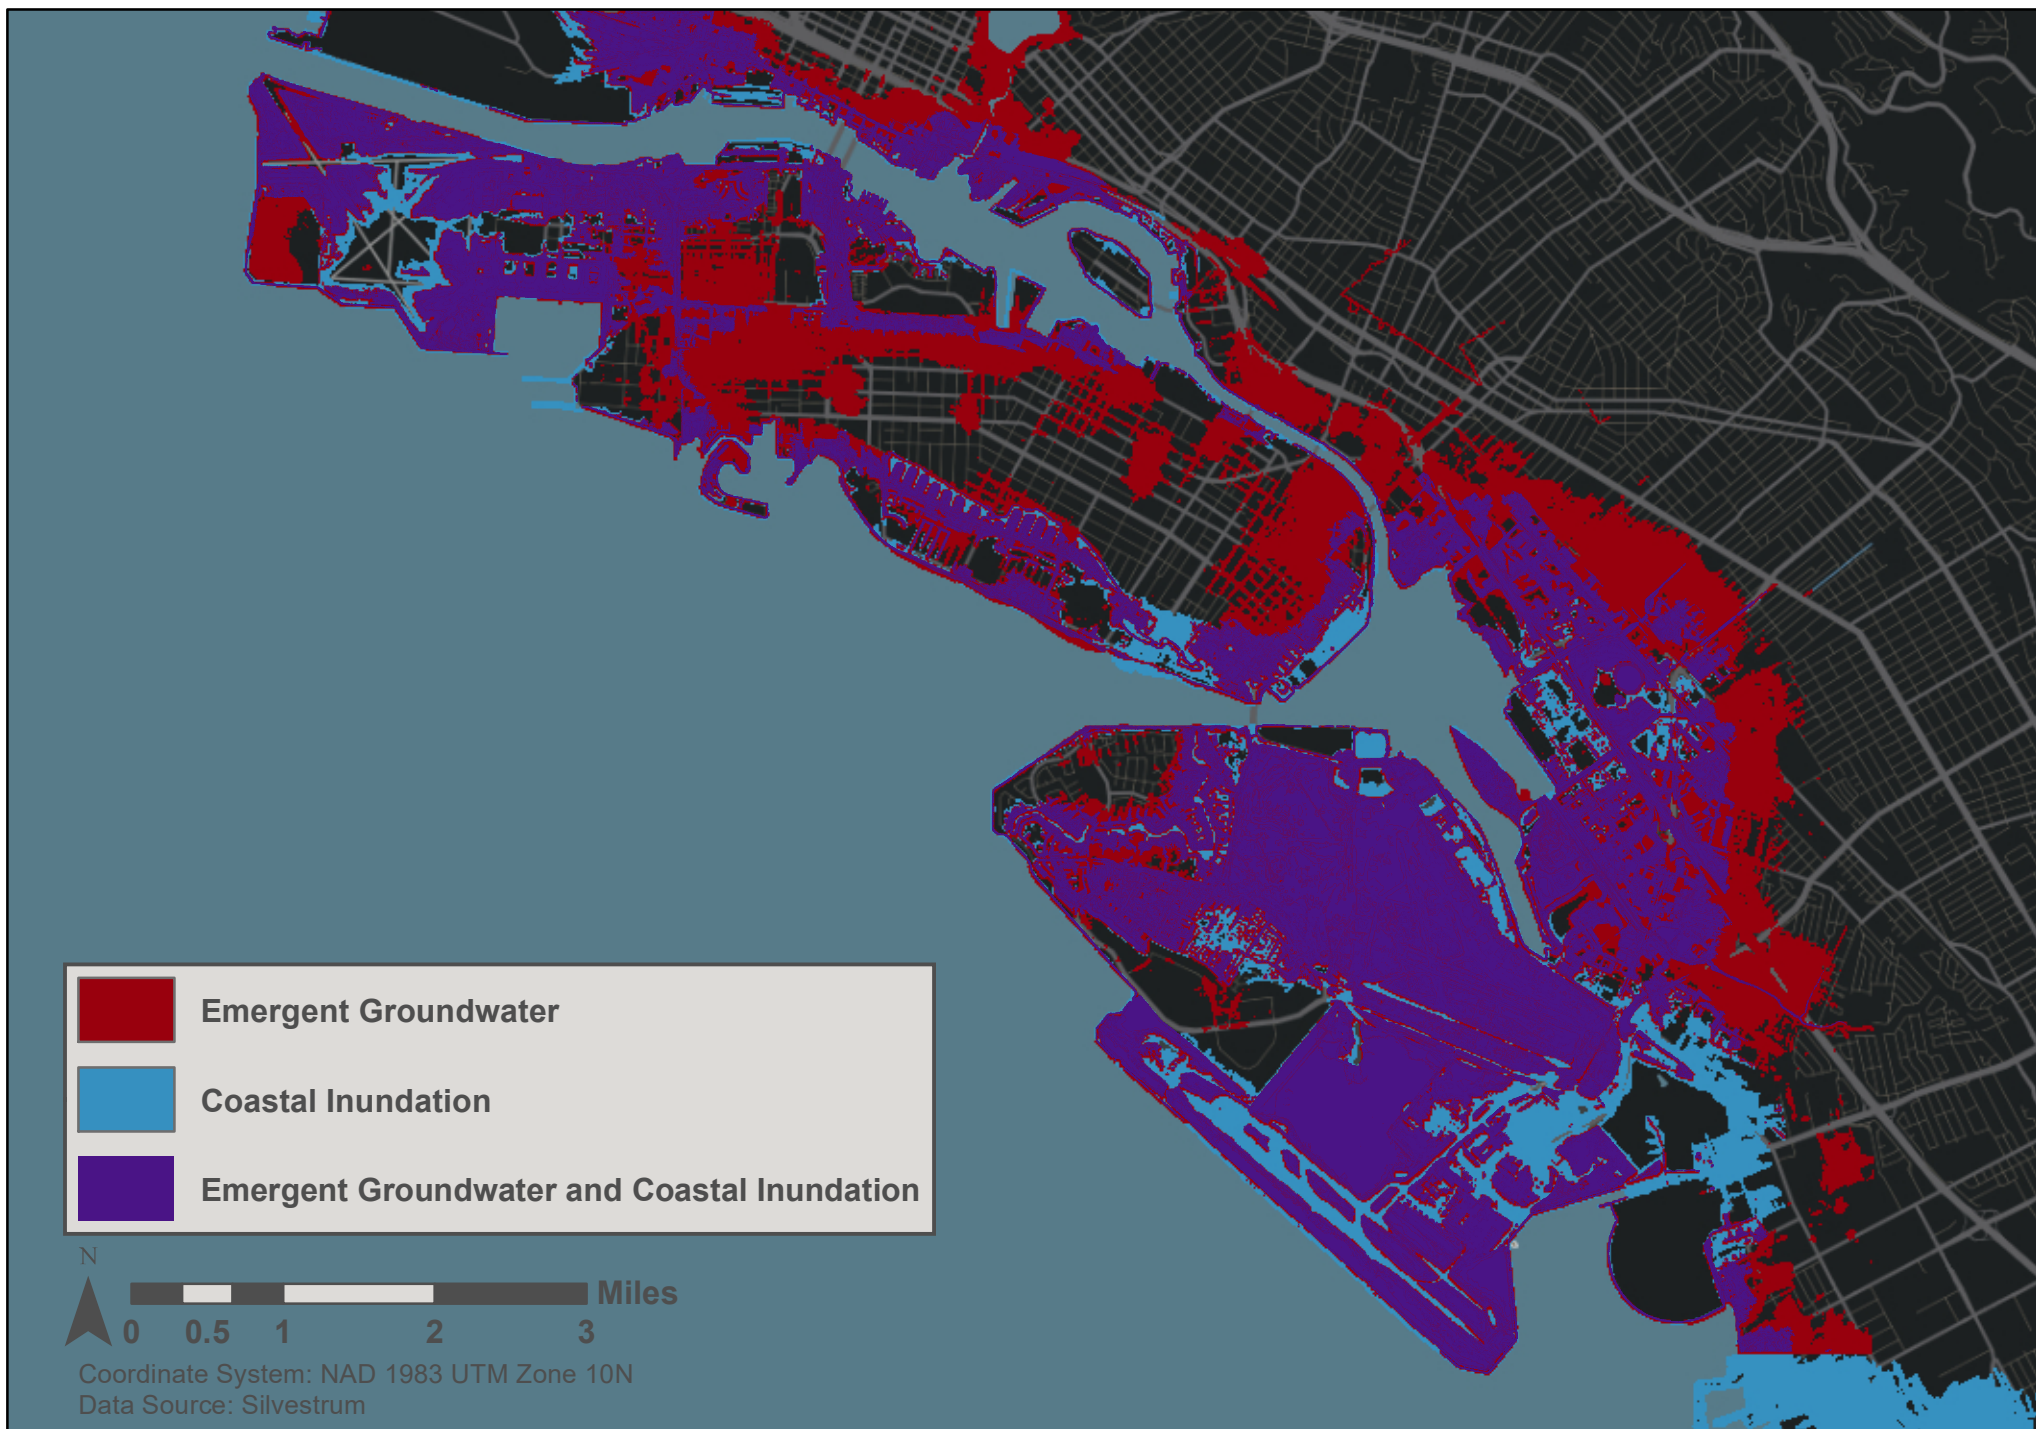 Emergent Groundwater
Coastal Inundation
Emergent Groundwater and Coastal Inundation
N
Miles
0 0.5 1 2 3
Coordinate System: NAD 1983 UTM Zone 10N
Data Source: Silvestrum